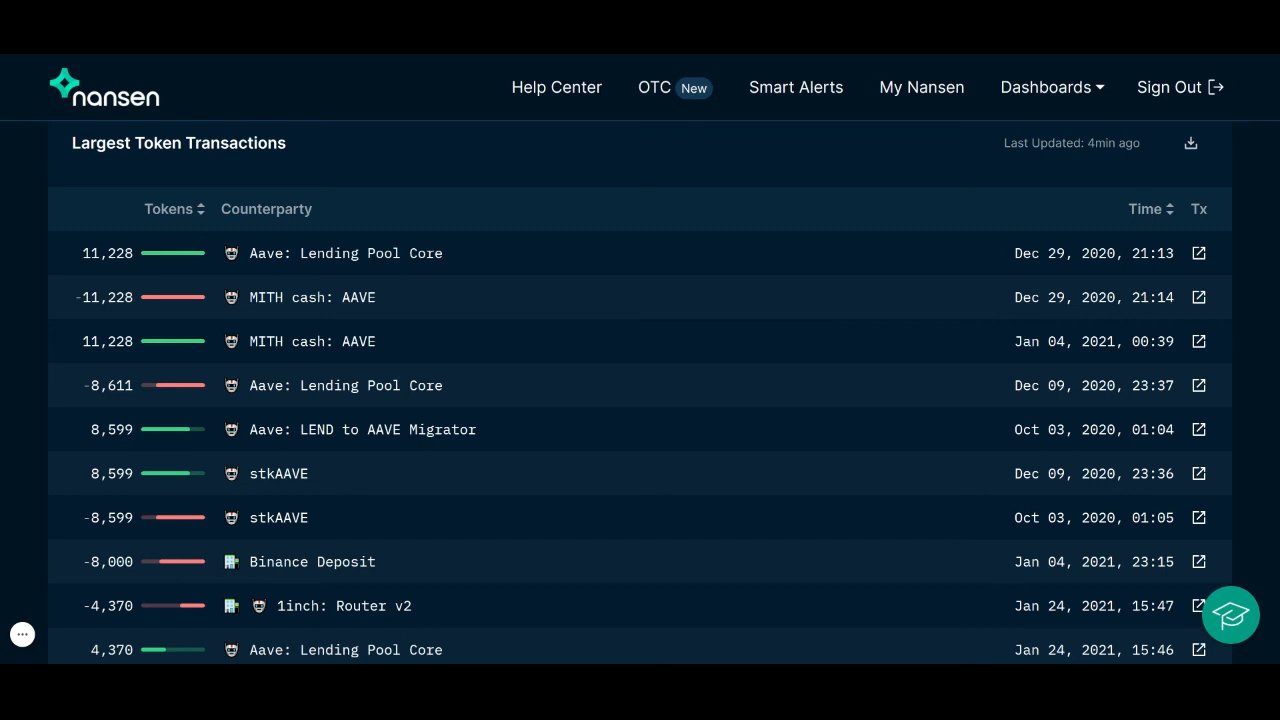 nansen Help Center OTC New Smart Alerts My Nansen Dashboards Sign Out
Largest Token Transactions Last Updated: 4min ago
Tokens Counterparty Time Tx
11,228 Aave: Lending Pool Core Dec 29, 2020, 21:13
-11,228 MITH cash: AAVE Dec 29, 2020, 21:14
11,228 MITH cash: AAVE Jan 04, 2021, 00:39
-8,611 Aave: Lending Pool Core Dec 09, 2020, 23:37
8,599 Aave: LEND to AAVE Migrator Oct 03, 2020, 01:04
8,599 stkAAVE Dec 09, 2020, 23:36
-8,599 stkAAVE Oct 03, 2020, 01:05
-8,000 Binance Deposit Jan 04, 2021, 23:15
-4,370 1inch: Router v2 Jan 24, 2021, 15:47
4,370 Aave: Lending Pool Core Jan 24, 2021, 15:46